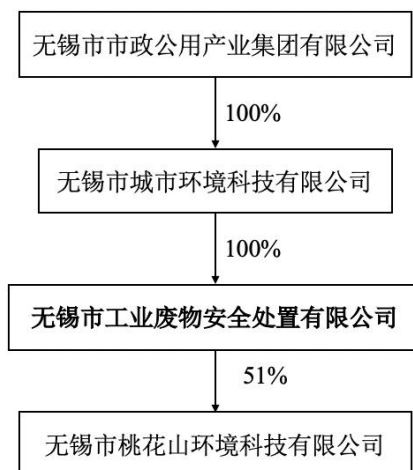 无锡市市政公用产业集团有限公司
100%
无锡市城市环境科技有限公司
100%
无锡市工业废物安全处置有限公司
51%
无锡市桃花山环境科技有限公司